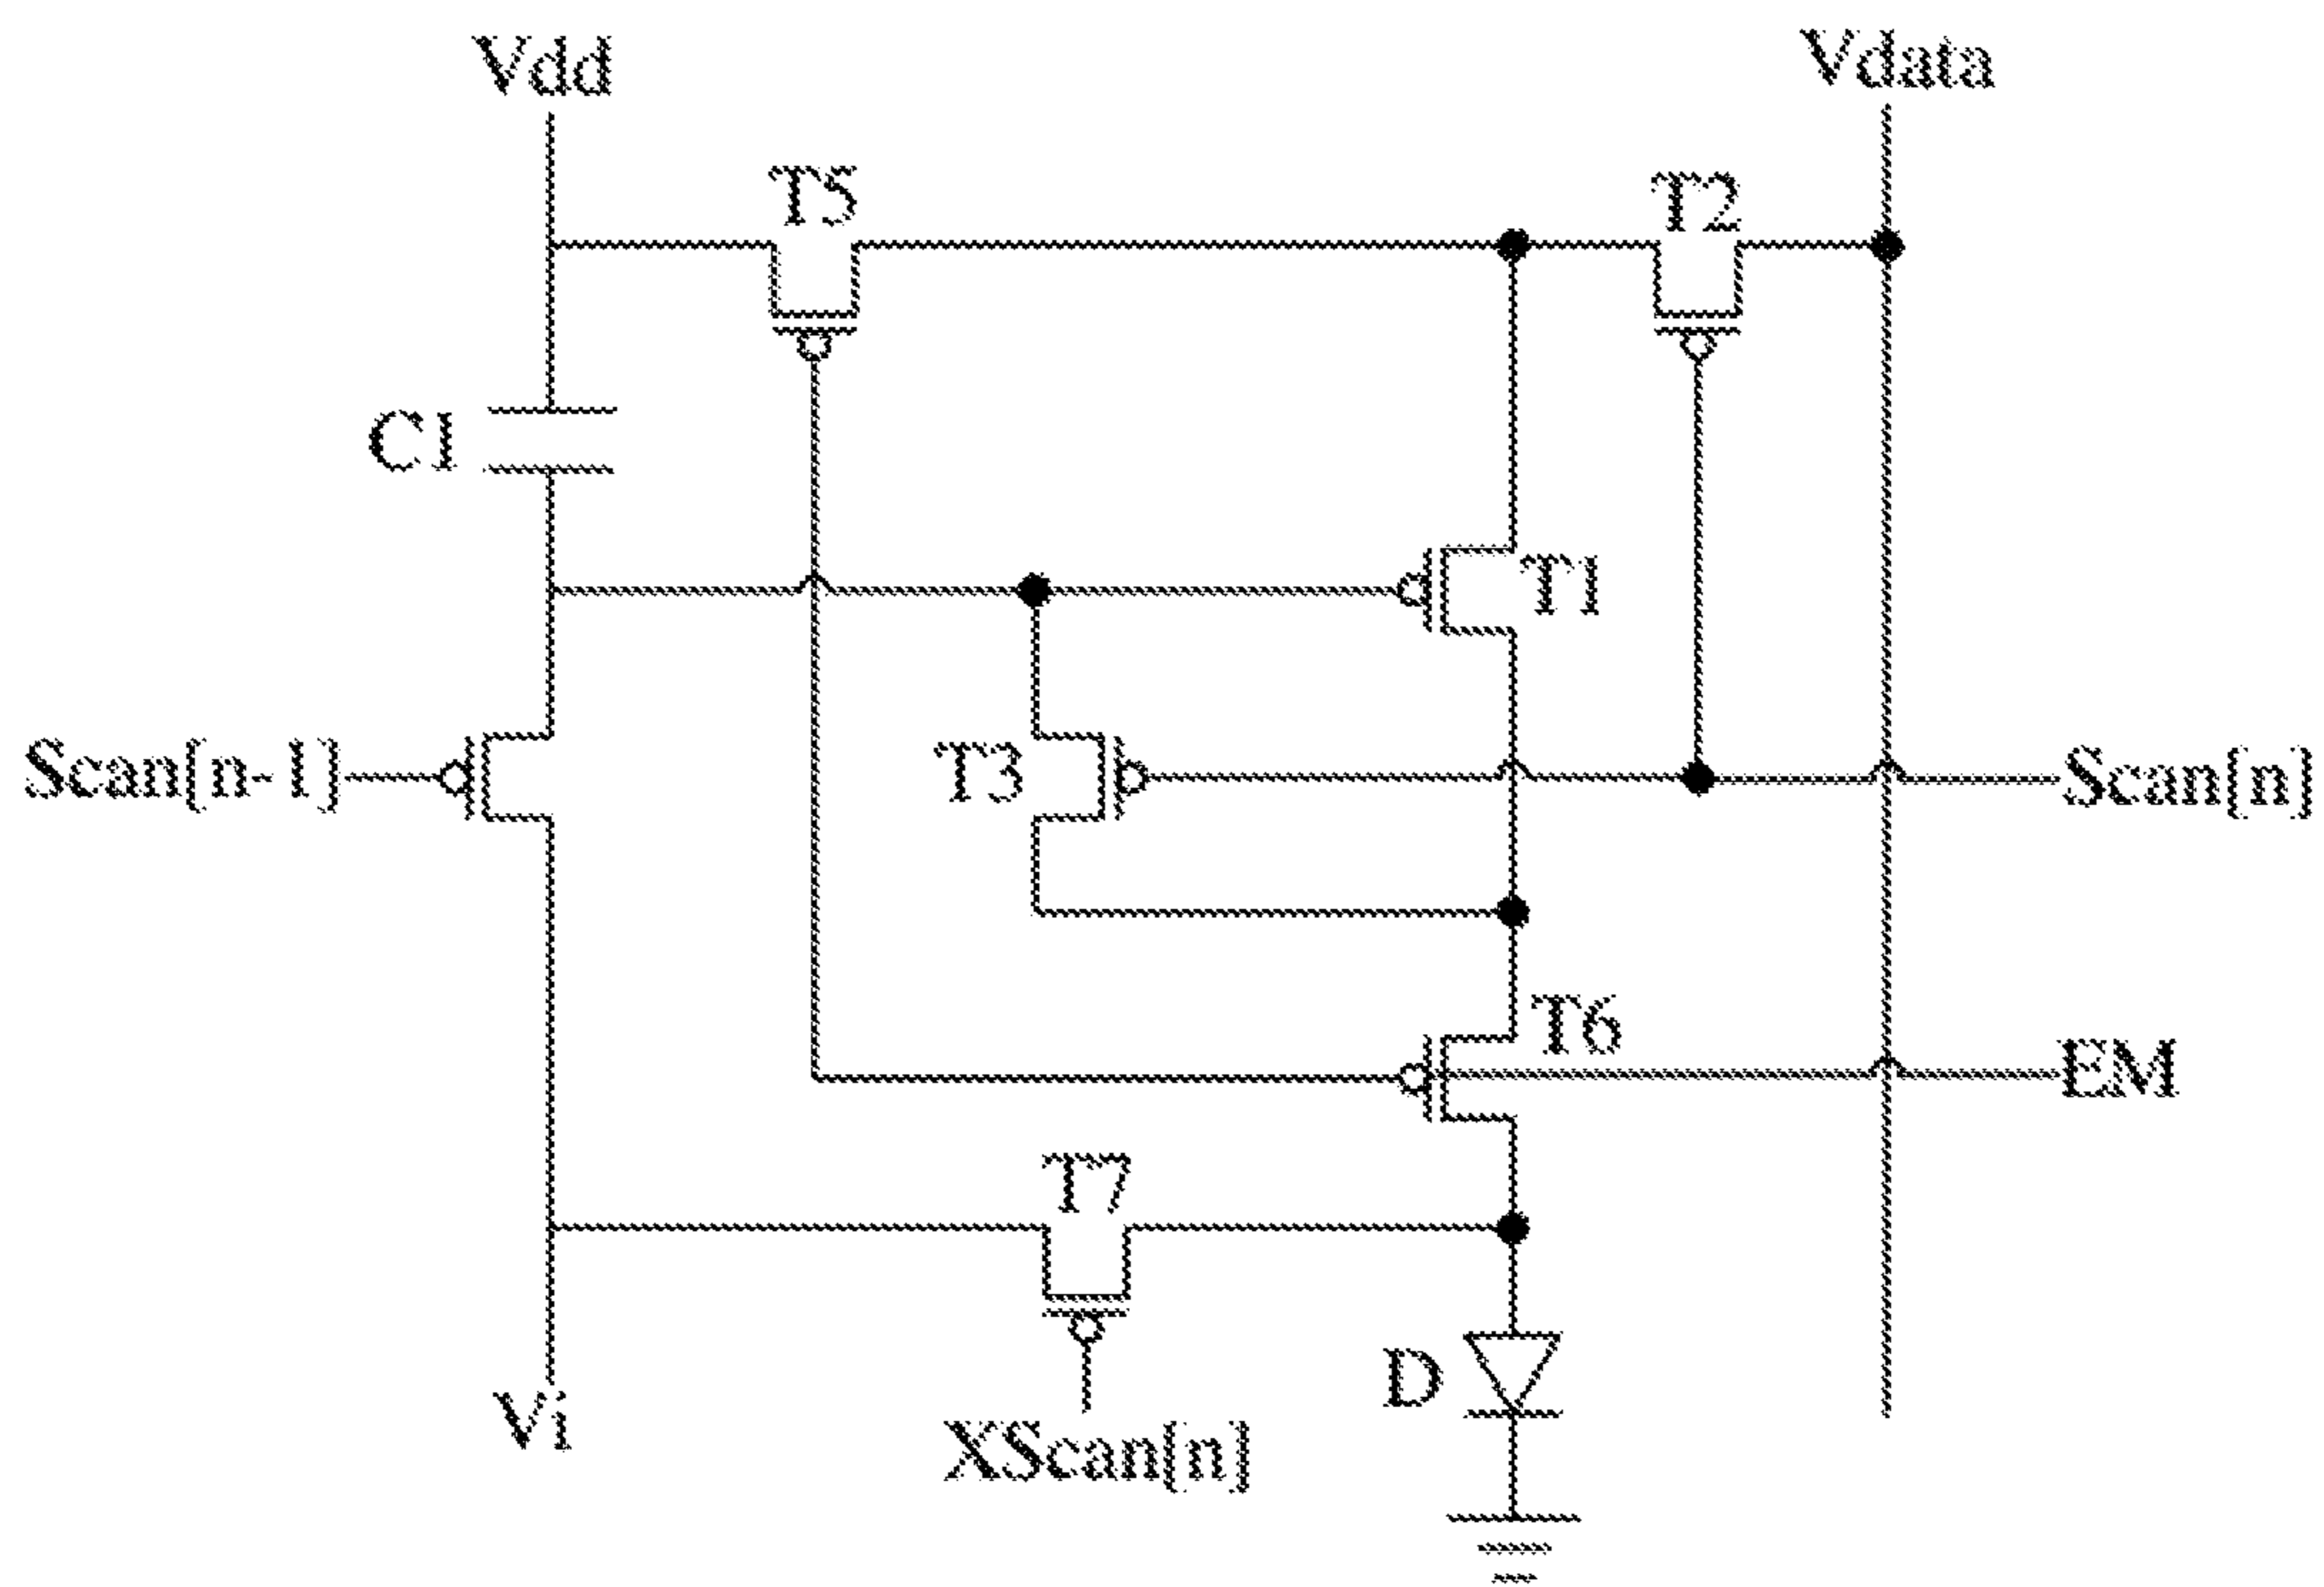 Vdd
Vdata
T5
T2
C1
T1
Scan[n-1]
T3
Scan[n]
T6
EM
T7
D
Vi
XScan[n]